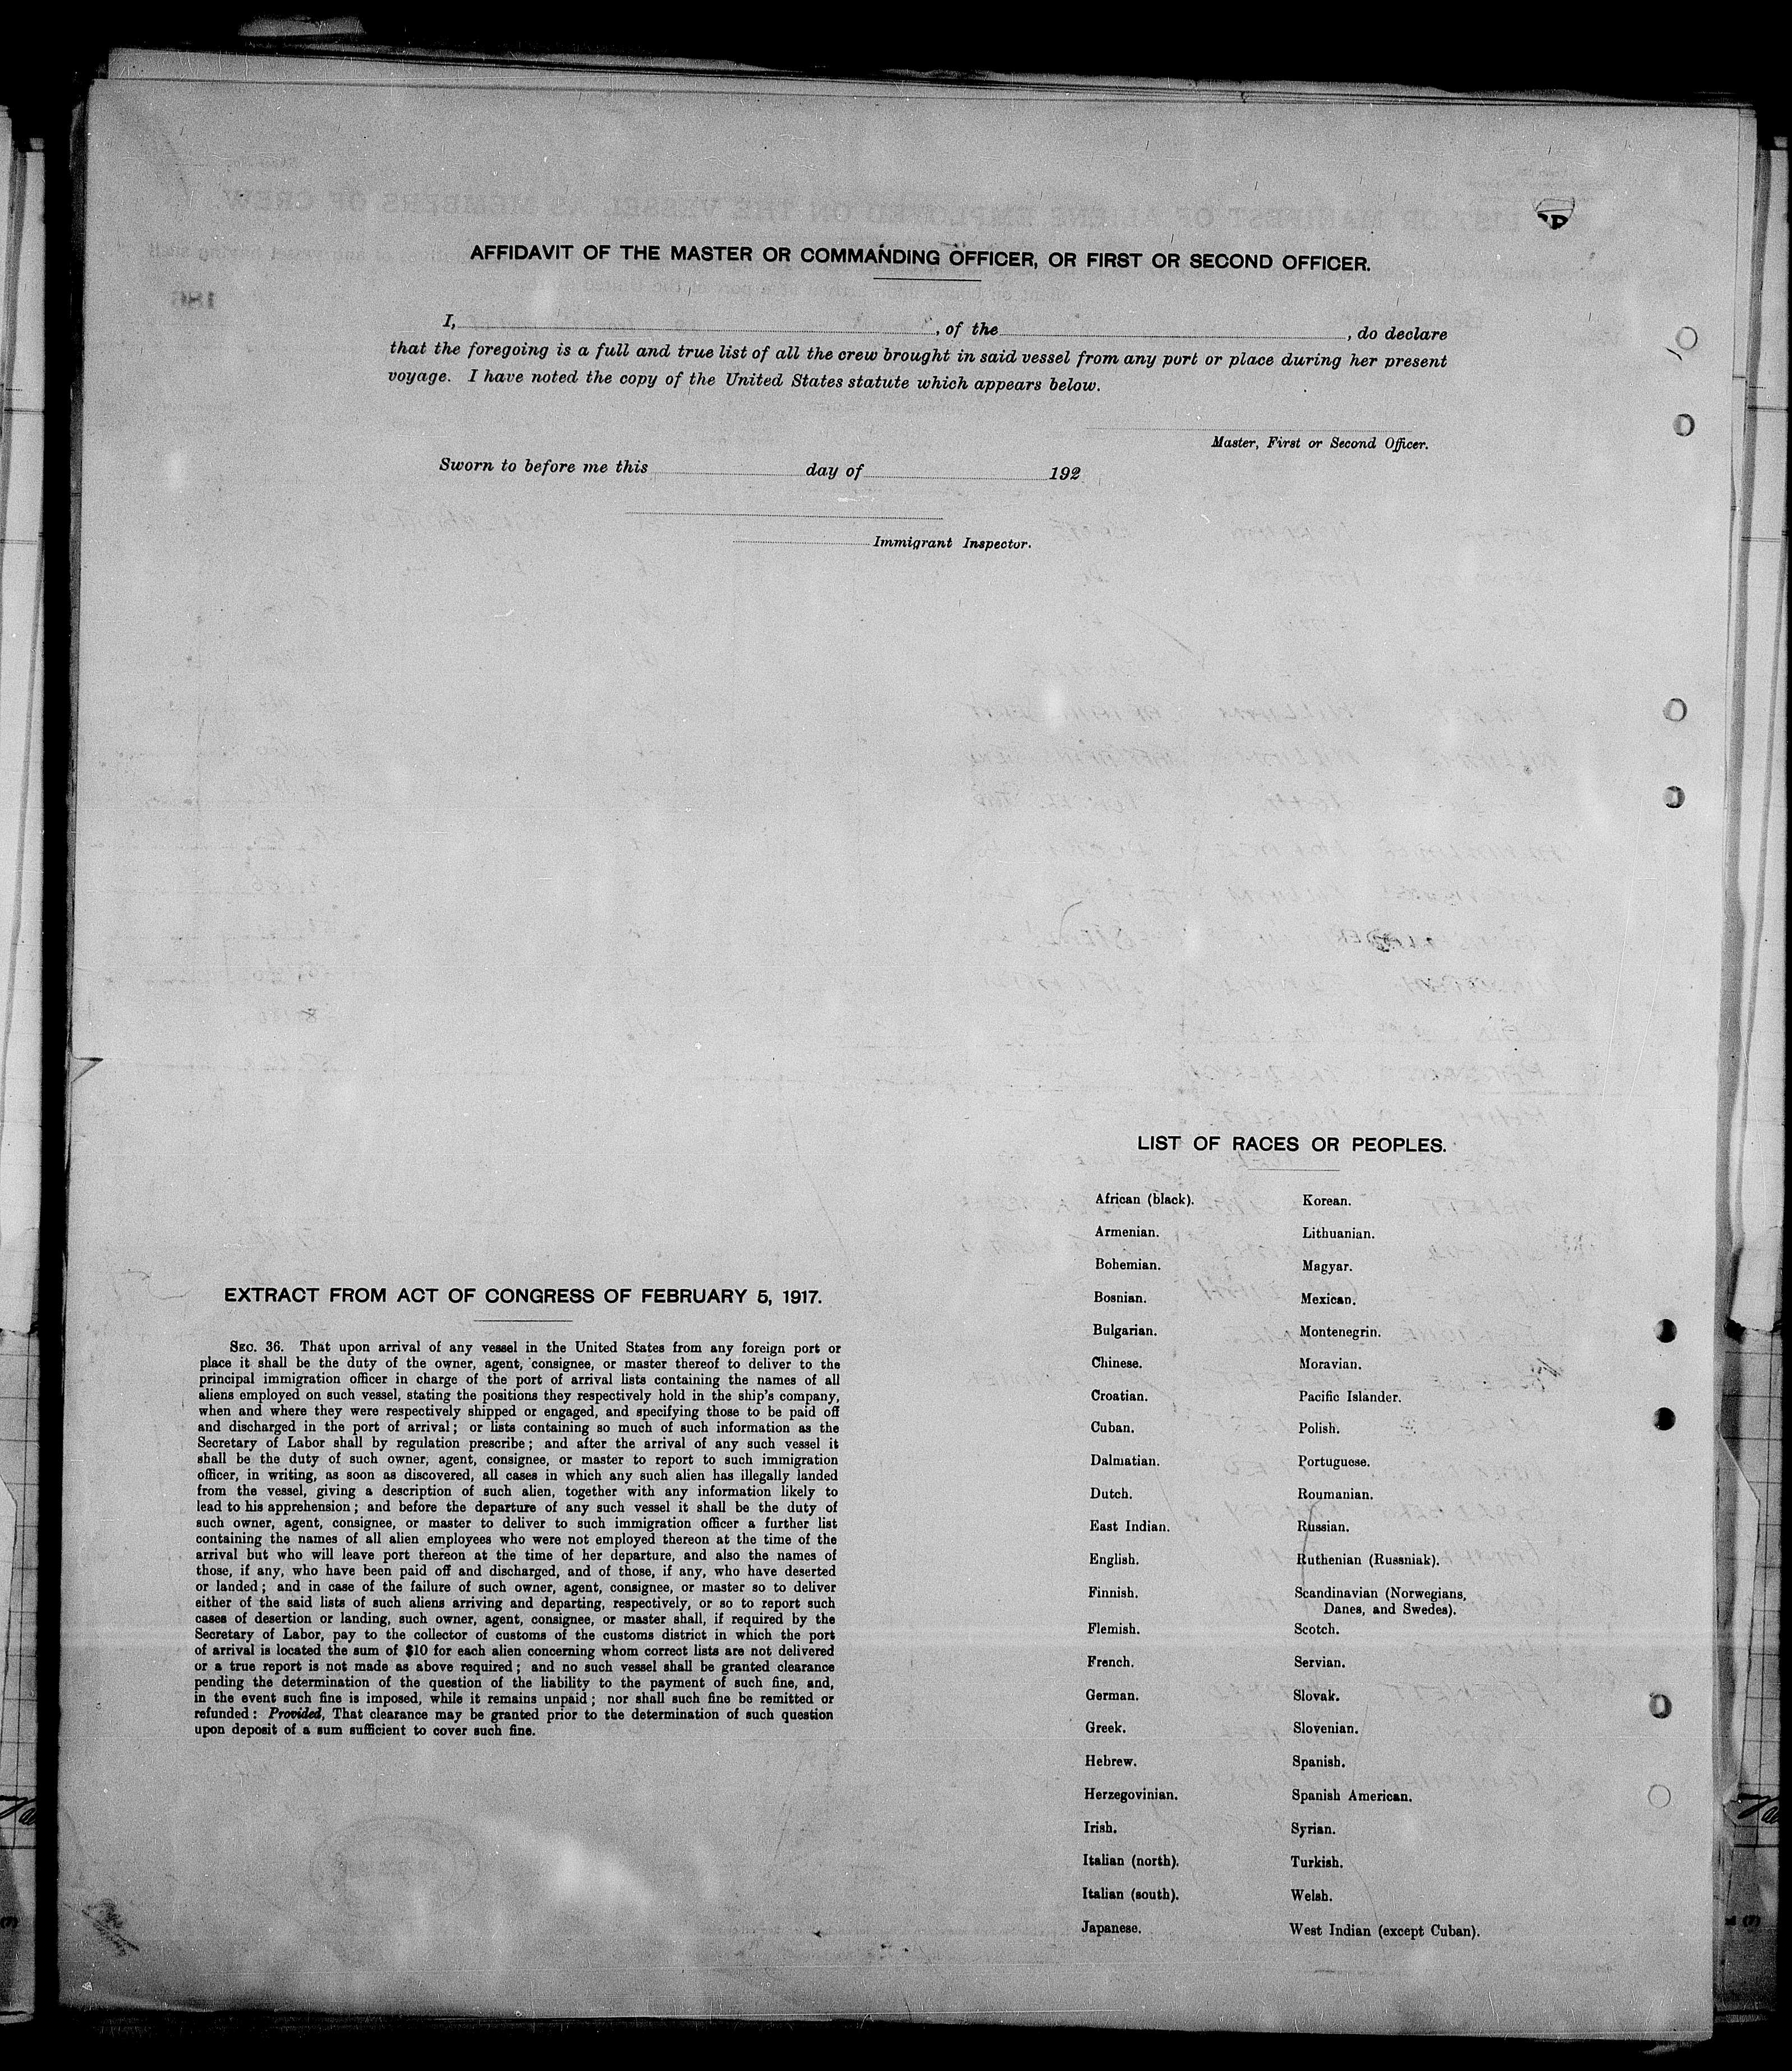 AFFIDAVIT OF THE MASTER OR COMMANDING OFFICER, OR FIRST OR SECOND OFFICER.
I, , of the , do declare
that the foregoing is a full and true list of all the crew brought in said vessel from any port or place during her present
voyage. I have noted the copy of the United States statute which appears below.
Master, First or Second Officer.
Sworn to before me this day of 192
Immigrant Inspector.
EXTRACT FROM ACT OF CONGRESS OF FEBRUARY 5, 1917.
SEC. 36. That upon arrival of any vessel in the United States from any foreign port or
place it shall be the duty of the owner, agent, consignee, or master thereof to deliver to the
principal immigration officer in charge of the port of arrival lists containing the names of all
aliens employed on such vessel, stating the positions they respectively hold in the ship's company,
when and where they were respectively shipped or engaged, and specifying those to be paid off
and discharged in the port of arrival; or lists containing so much of such information as the
Secretary of Labor shall by regulation prescribe; and after the arrival of any such vessel it
shall be the duty of such owner, agent, consignee, or master to report to such immigration
officer, in writing, as soon as discovered, all cases in which any such alien has illegally landed
from the vessel, giving a description of such alien, together with any information likely to
lead to his apprehension; and before the departure of any such vessel it shall be the duty of
such owner, agent, consignee, or master to deliver to such immigration officer a further list
containing the names of all alien employees who were not employed thereon at the time of the
arrival but who will leave port thereon at the time of her departure, and also the names of
those, if any, who have been paid off and discharged, and of those, if any, who have deserted
or landed; and in case of the failure of such owner, agent, consignee, or master so to deliver
either of the said lists of such aliens arriving and departing, respectively, or so to report such
cases of desertion or landing, such owner, agent, consignee, or master shall, if required by the
Secretary of Labor, pay to the collector of customs of the customs district in which the port
of arrival is located the sum of $10 for each alien concerning whom correct lists are not delivered
or a true report is not made as above required; and no such vessel shall be granted clearance
pending the determination of the question of the liability to the payment of such fine, and,
in the event such fine is imposed, while it remains unpaid; nor shall such fine be remitted or
refunded: Provided, That clearance may be granted prior to the determination of such question
upon deposit of a sum sufficient to cover such fine.
LIST OF RACES OR PEOPLES.
African (black).
Armenian.
Bohemian.
Bosnian.
Bulgarian.
Chinese.
Croatian.
Cuban.
Dalmatian.
Dutch.
East Indian.
English.
Finnish.
Flemish.
French.
German.
Greek.
Hebrew.
Herzegovinian.
Irish.
Italian (north).
Italian (south).
Japanese.
Korean.
Lithuanian.
Magyar.
Mexican.
Montenegrin.
Moravian.
Pacific Islander.
Polish.
Portuguese.
Roumanian.
Russian.
Ruthenian (Russniak).
Scandinavian (Norwegians,
Danes, and Swedes).
Scotch.
Servian.
Slovak.
Slovenian.
Spanish.
Spanish American.
Syrian.
Turkish.
Welsh.
West Indian (except Cuban).